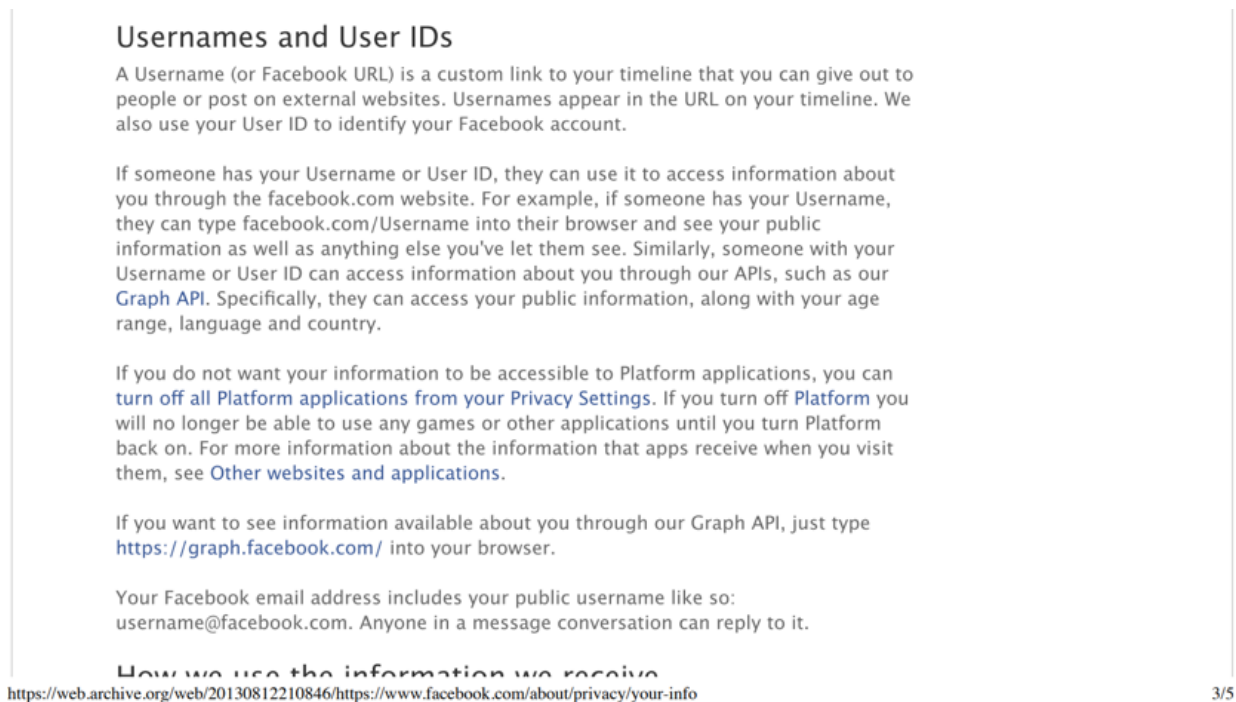 Usernames and User IDs
A Username (or Facebook URL) is a custom link to your timeline that you can give out to
people or post on external websites. Usernames appear in the URL on your timeline. We
also use your User ID to identify your Facebook account.
If someone has your Username or User ID, they can use it to access information about
you through the facebook.com website. For example, if someone has your Username,
they can type facebook.com/Username into their browser and see your public
information as well as anything else you've let them see. Similarly, someone with your
Username or User ID can access information about you through our APIs, such as our
Graph API. Specifically, they can access your public information, along with your age
range, language and country.
If you do not want your information to be accessible to Platform applications, you can
turn off all Platform applications from your Privacy Settings. If you turn off Platform you
will no longer be able to use any games or other applications until you turn Platform
back on. For more information about the information that apps receive when you visit
them, see Other websites and applications.
If you want to see information available about you through our Graph API, just type
https://graph.facebook.com/ into your browser.
Your Facebook email address includes your public username like so:
username@facebook.com. Anyone in a message conversation can reply to it.
How we use the information we receive
https://web.archive.org/web/20130812210846/https://www.facebook.com/about/privacy/your-info
3/5